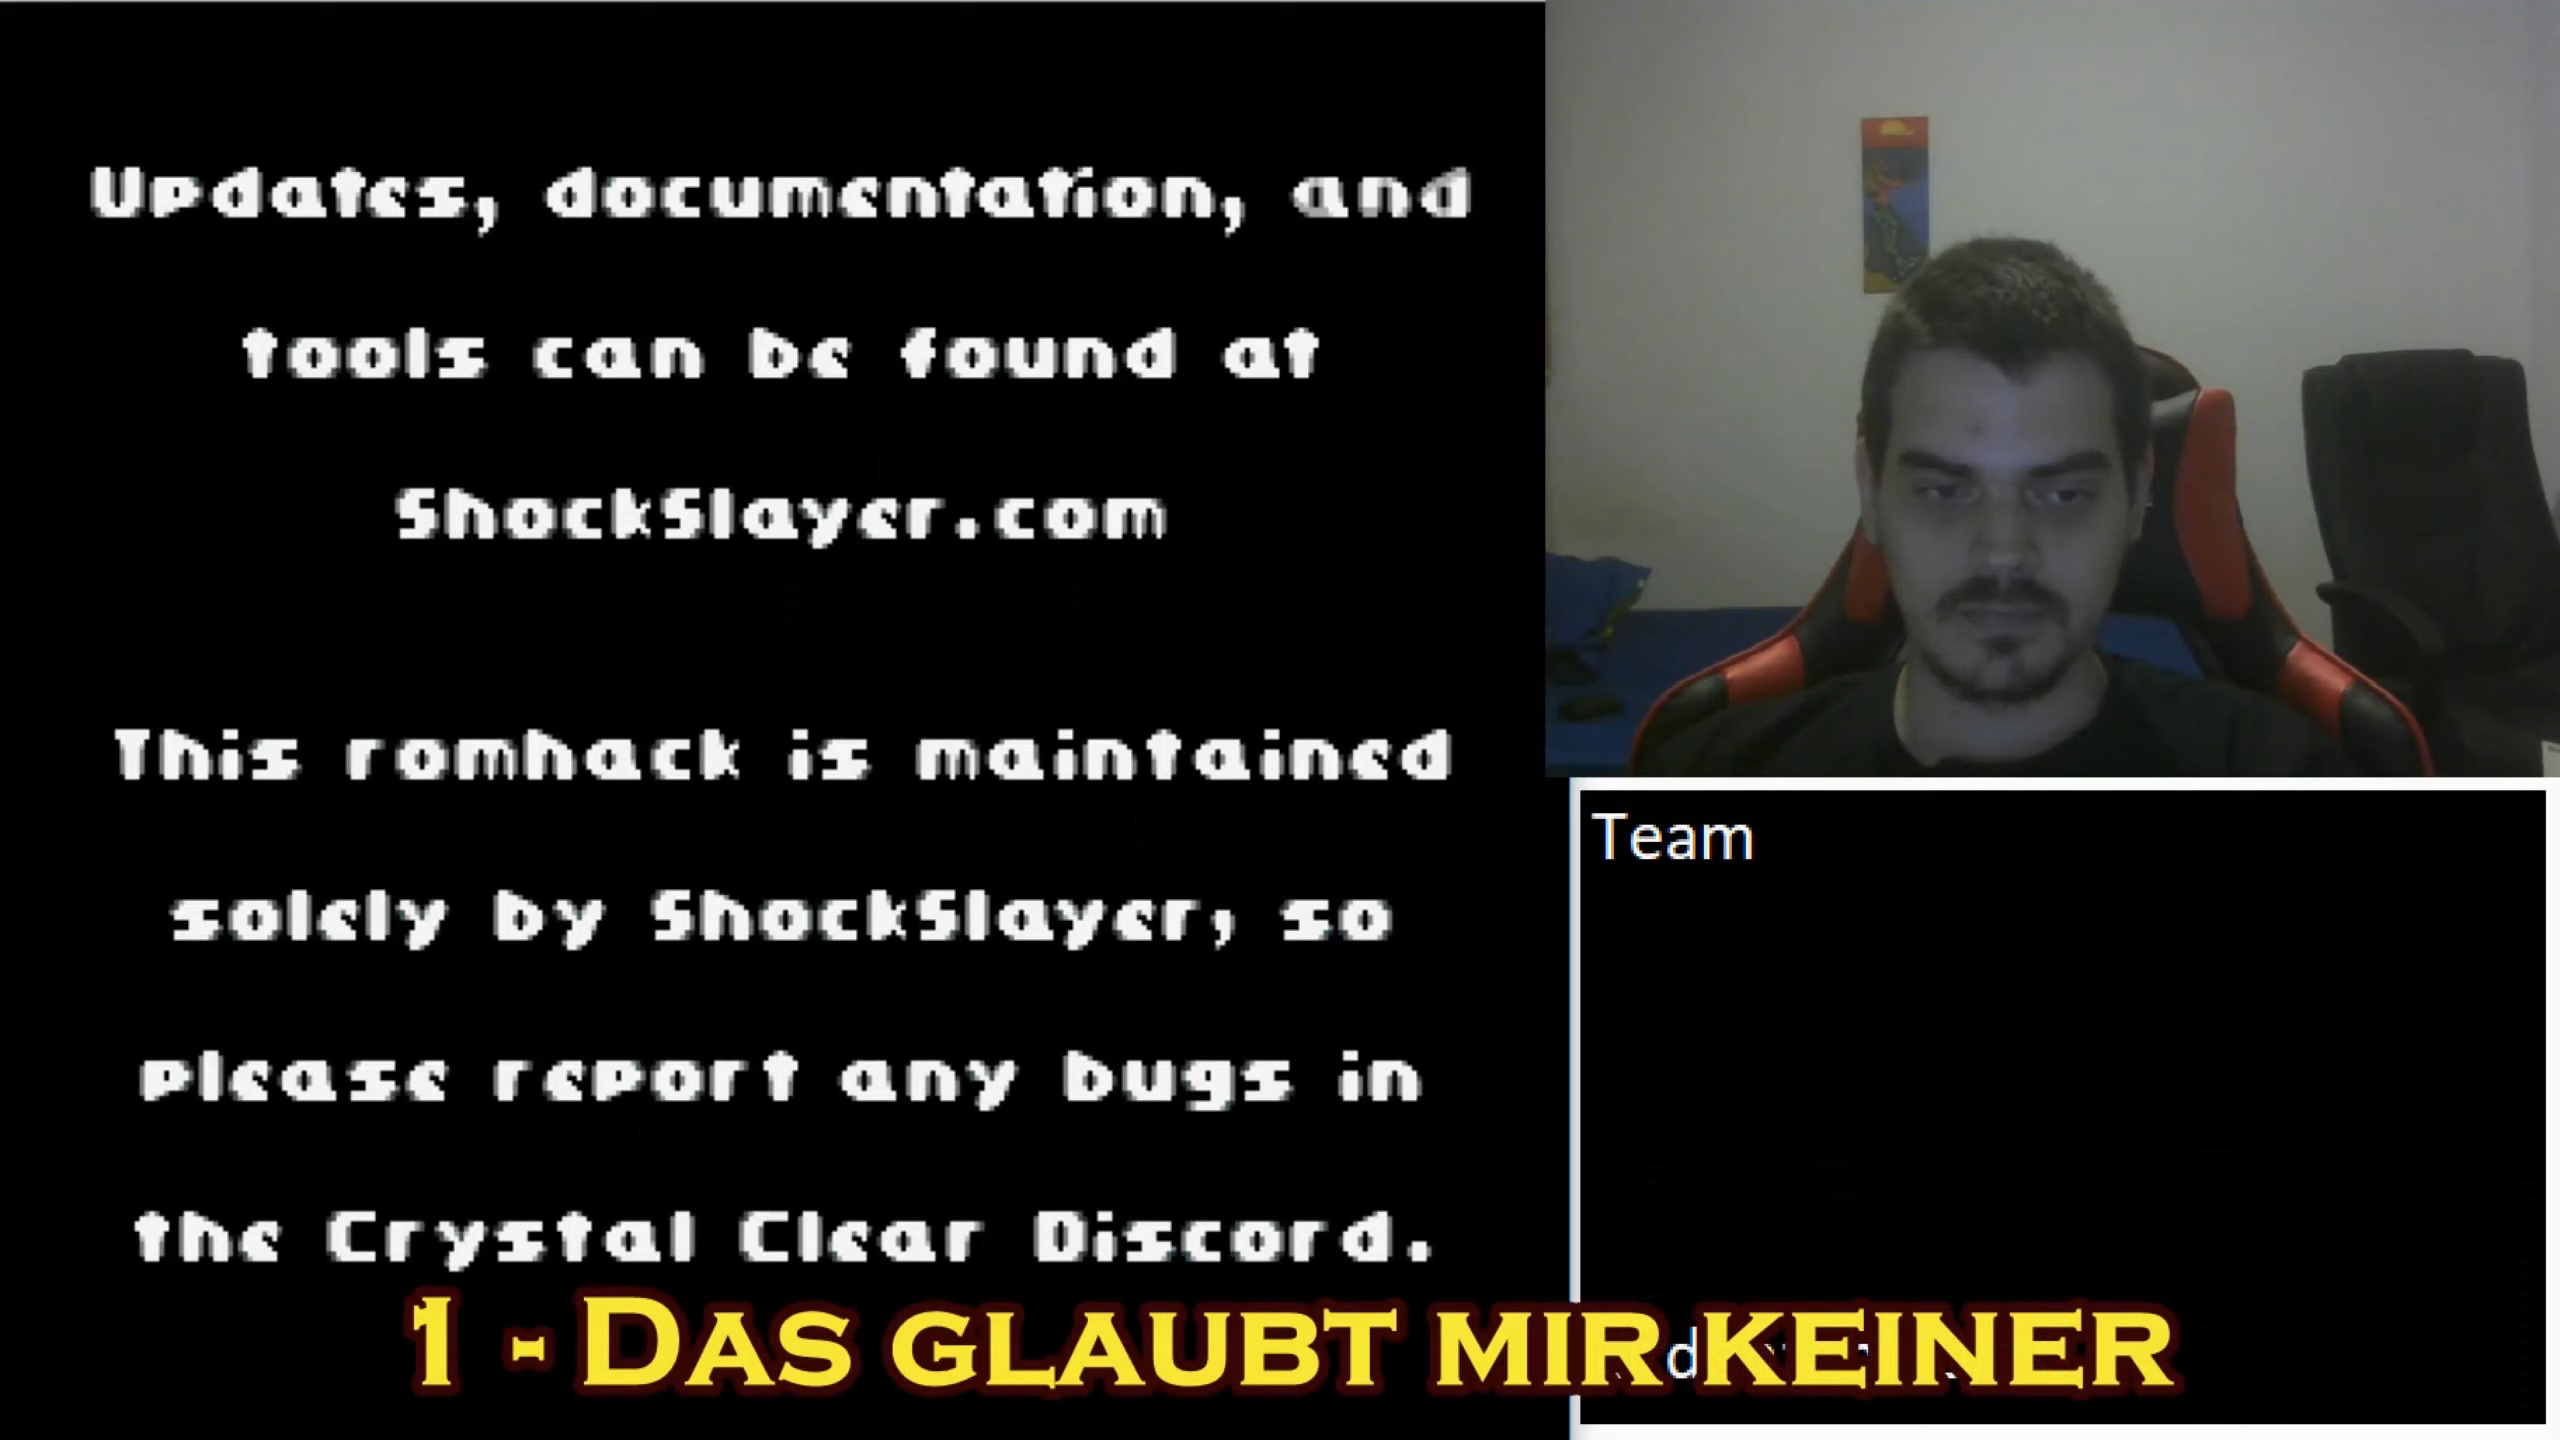 Updates, documentation, and
tools can be found at
ShockSlayer.com
This romhack is maintained
solely by ShockSlayer, so
please report any bugs in
the Crystal Clear Discord.
Team
1 - DAS GLAUBT MIR KEINER